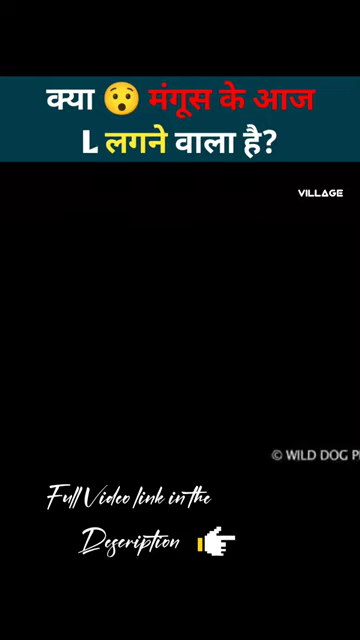 क्या 😯 मंगूस के आज
L लगने वाला है?
VILLAGE
© WILD DOG
Full Video link in the
Description